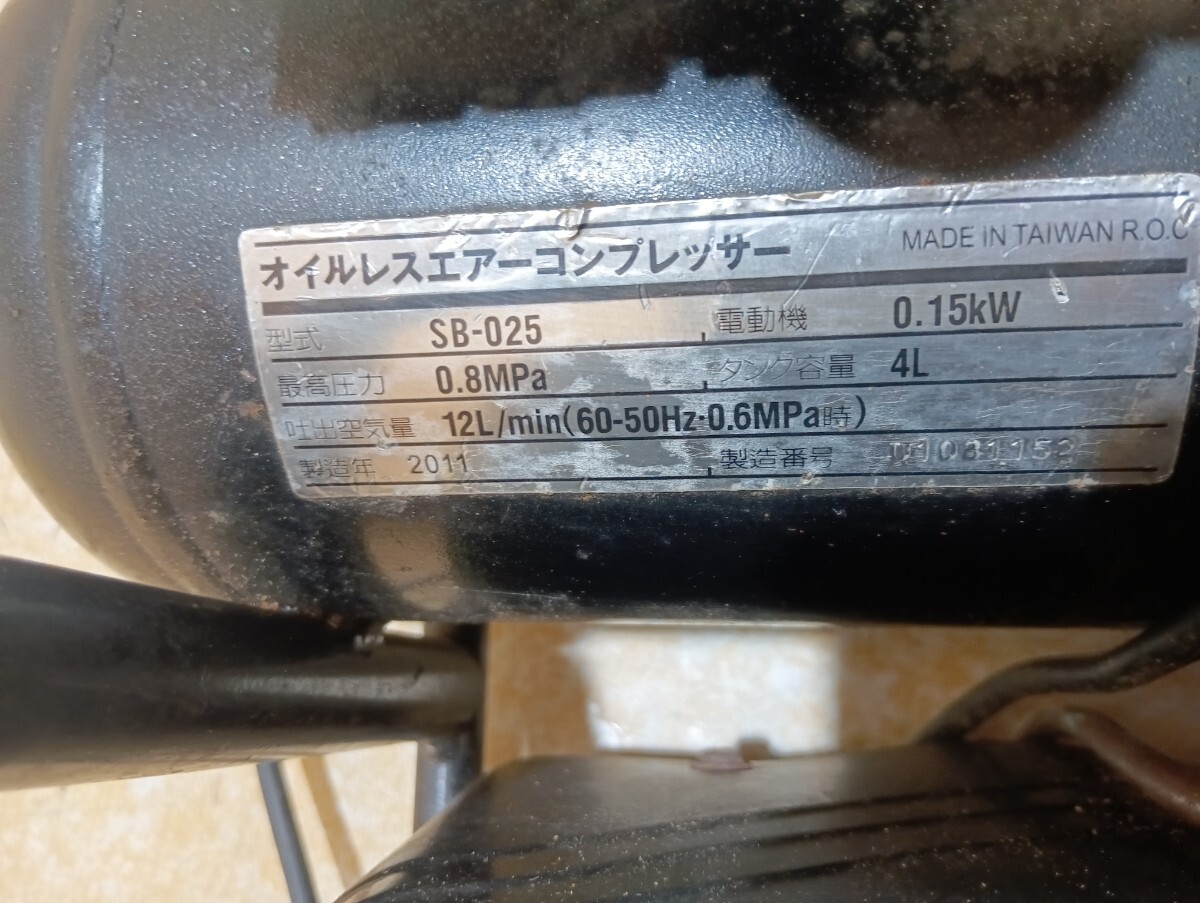 オイルレスエアーコンプレッサー MADE IN TAIWAN R.O.C
型式 SB-025 電動機 0.15kW
最高圧力 0.8MPa タンク容量 4L
吐出空気量 12L/min(60-50Hz·0.6MPa時)
製造年 2011 製造番号 1081152